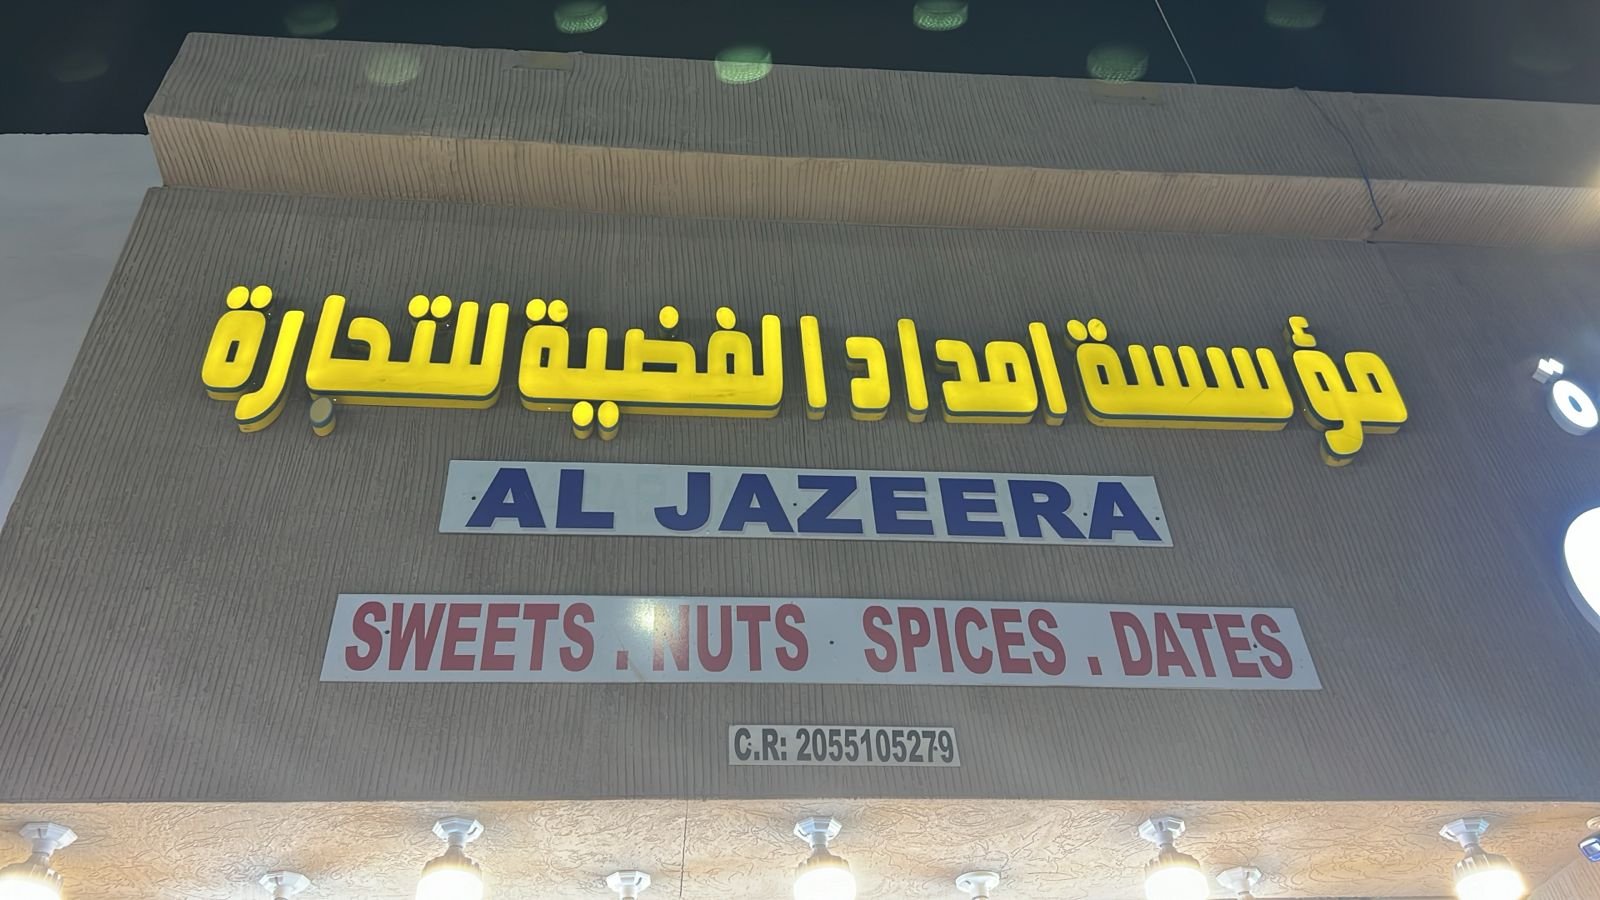 مؤسسة امداد الفضية للتجارة
AL JAZEERA
SWEETS . NUTS SPICES . DATES
C.R: 2055105279